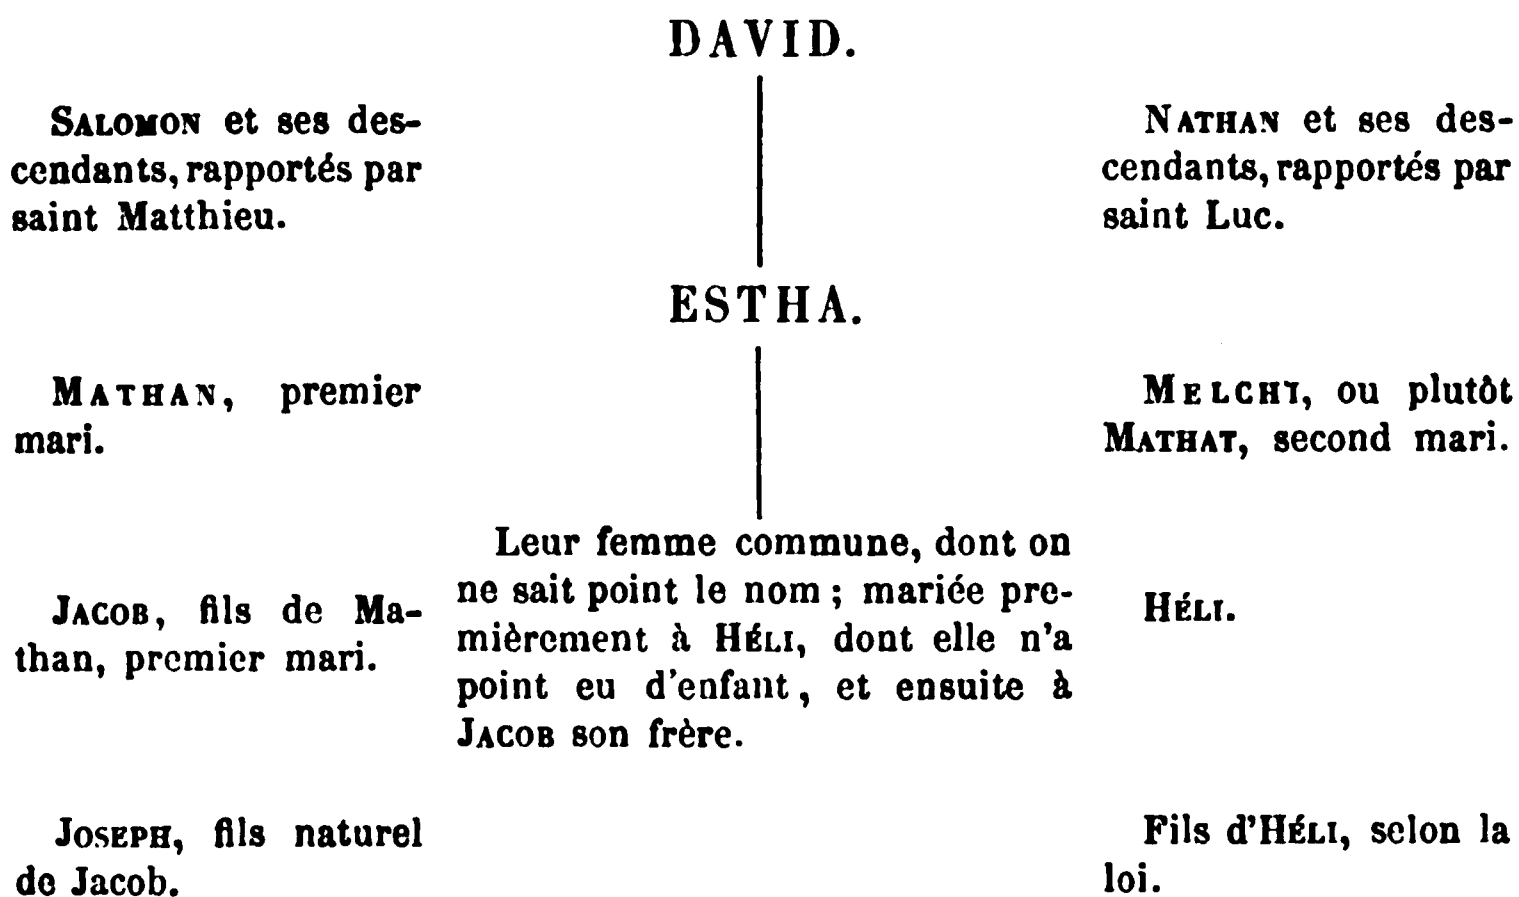 DAVID.
SALOMON et ses des-
cendants, rapportés par
saint Matthieu.
NATHAN et ses des-
cendants, rapportés par
saint Luc.
ESTHA.
MATHAN, premier
mari.
MELCHI, ou plutôt
MATHAT, second mari.
JACOB, fils de Ma-
than, premier mari.
Leur femme commune, dont on
ne sait point le nom ; mariée pre-
mièrement à HÉLI, dont elle n'a
point eu d'enfant, et ensuite à
JACOB son frère.
HÉLI.
JOSEPH, fils naturel
de Jacob.
Fils d'HÉLI, selon la
loi.